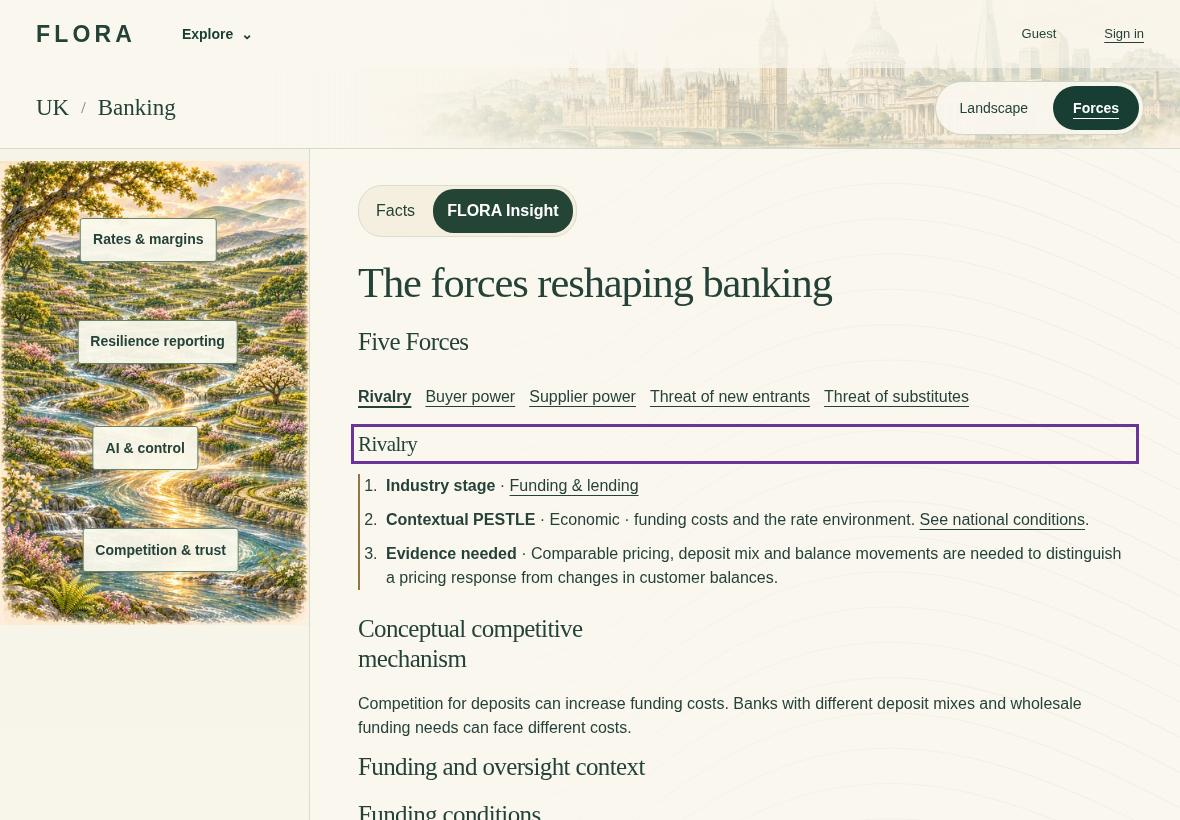 FLORA
Explore
Guest
Sign in
UK / Banking
Landscape
Forces
Rates & margins
Resilience reporting
AI & control
Competition & trust
Facts
FLORA Insight
The forces reshaping banking
Five Forces
Rivalry Buyer power Supplier power Threat of new entrants Threat of substitutes
Rivalry
1. Industry stage · Funding & lending
2. Contextual PESTLE · Economic · funding costs and the rate environment. See national conditions.
3. Evidence needed · Comparable pricing, deposit mix and balance movements are needed to distinguish
a pricing response from changes in customer balances.
Conceptual competitive
mechanism
Competition for deposits can increase funding costs. Banks with different deposit mixes and wholesale
funding needs can face different costs.
Funding and oversight context
Funding conditions